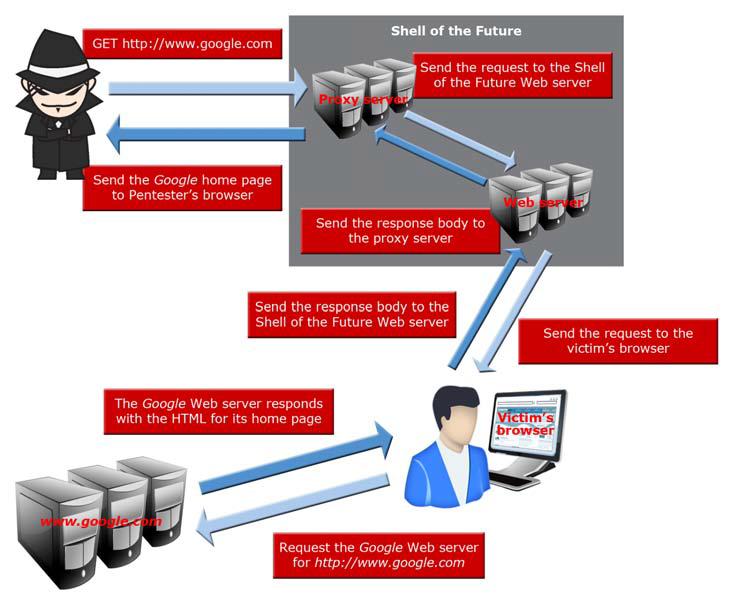 Shell of the Future
GET http://www.google.com
Send the request to the Shell
of the Future Web server
Proxy server
Send the Google home page
to Pentester's browser
Web server
Send the response body to
the proxy server
Send the response body to the
Shell of the Future Web server
Send the request to the
victim's browser
The Google Web server responds
with the HTML for its home page
Victim's
browser
www.google.com
Request the Google Web server
for http://www.google.com